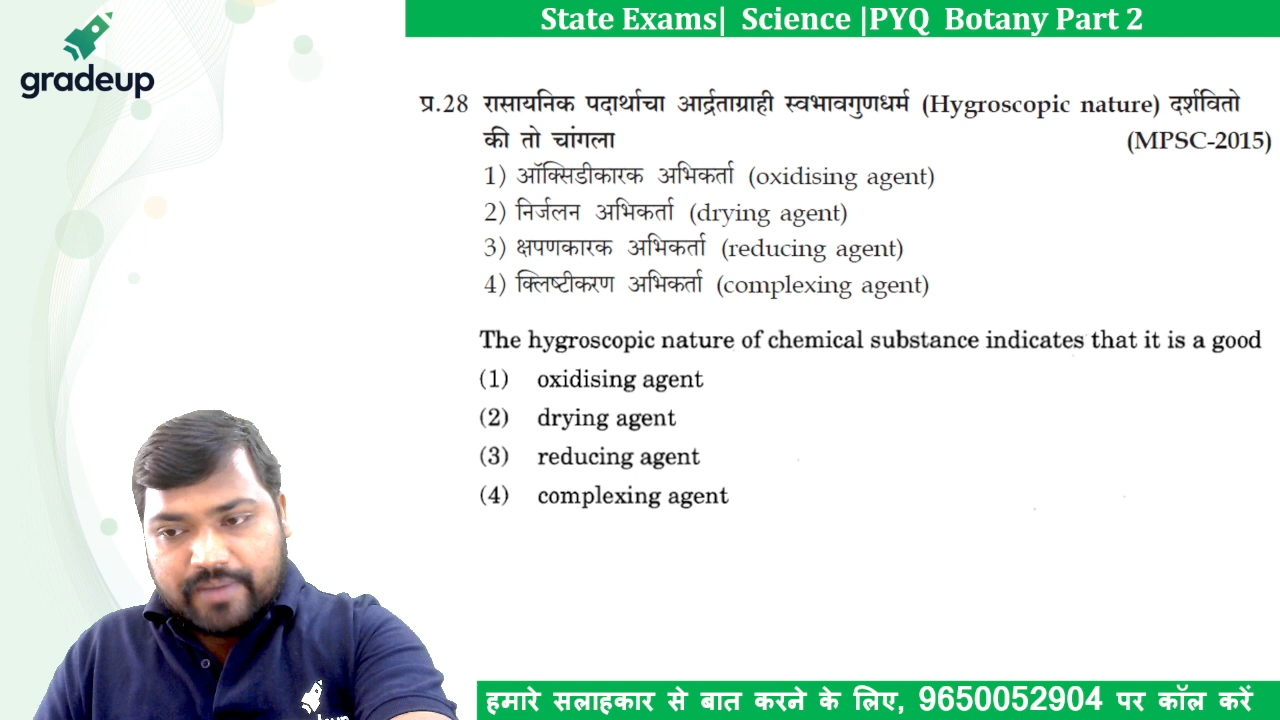 State Exams| Science |PYQ Botany Part 2
gradeup
प्र.28 रासायनिक पदार्थाचा आर्द्रताग्राही स्वभावगुणधर्म (Hygroscopic nature) दर्शवितो
की तो चांगला (MPSC-2015)
1) ऑक्सिडीकारक अभिकर्ता (oxidising agent)
2) निर्जलन अभिकर्ता (drying agent)
3) क्षपणकारक अभिकर्ता (reducing agent)
4) क्लिष्टीकरण अभिकर्ता (complexing agent)
The hygroscopic nature of chemical substance indicates that it is a good
(1) oxidising agent
(2) drying agent
(3) reducing agent
(4) complexing agent
हमारे सलाहकार से बात करने के लिए, 9650052904 पर कॉल करें